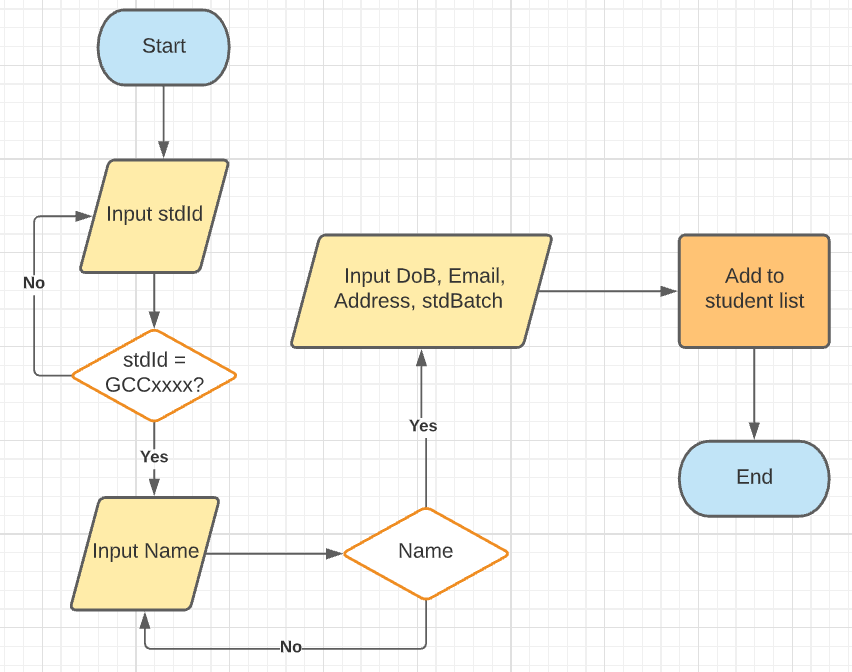 Start
Input stdId
No
stdId =
GCCxxxx?
Yes
Input Name
Name
No
Yes
Input DoB, Email,
Address, stdBatch
Add to
student list
End